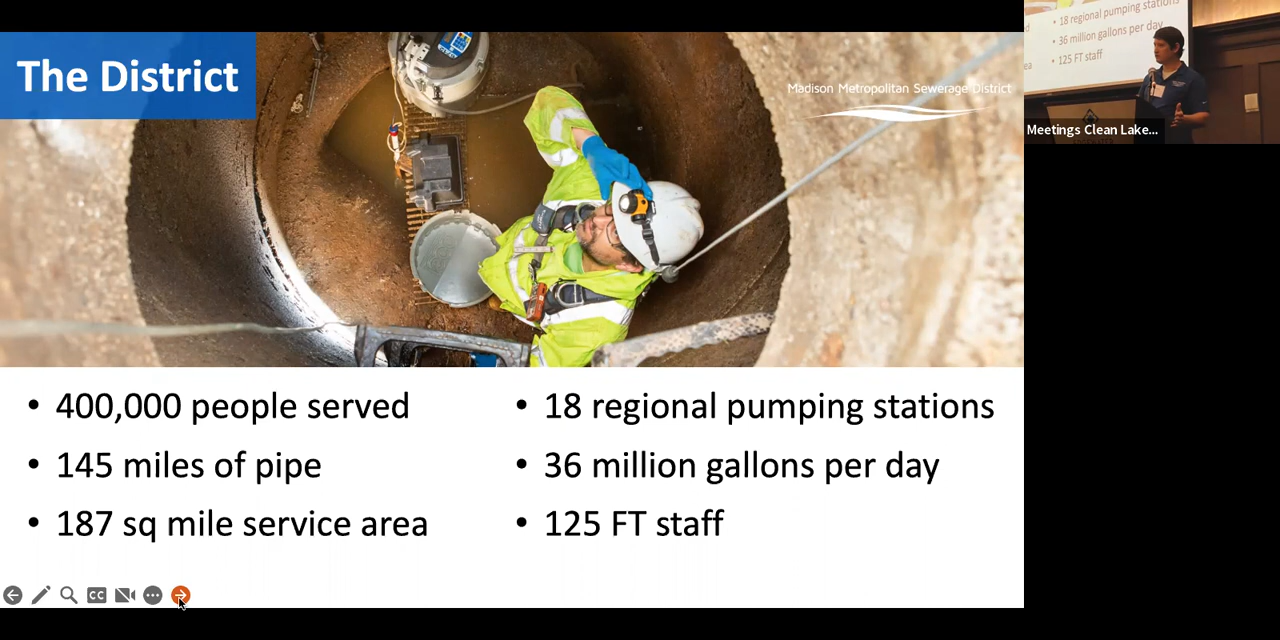 The District
Madison Metropolitan Sewerage District
• 400,000 people served
• 145 miles of pipe
• 187 sq mile service area
• 18 regional pumping stations
• 36 million gallons per day
• 125 FT staff
CC
• 18 regional pumping stations
• 36 million gallons per day
• 125 FT staff
Meetings Clean Lake...